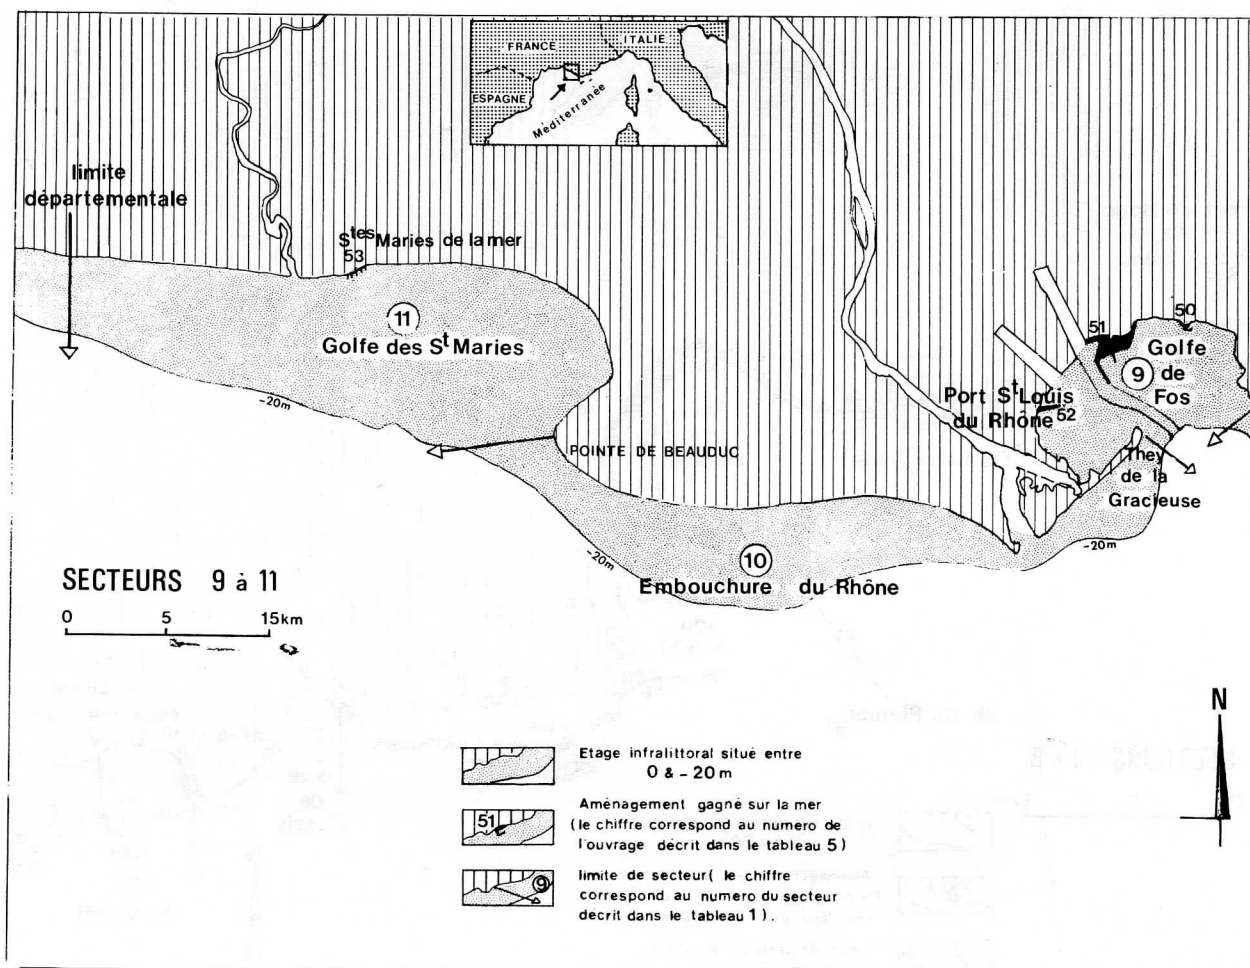 FRANCE
ITALIE
ESPAGNE
Méditerranée
limite
départementale
Stes Maries de la mer
53
11
Golfe des St Maries
-20m
POINTE DE BEAUDUC
50
51
Golfe
9 de
Fos
Port St Louis
du Rhône 52
They
de la
Gracieuse
-20m
-20m
10
Embouchure du Rhône
SECTEURS 9 à 11
0 5 15km
N
Etage infralittoral situé entre
0 & -20 m
51
Aménagement gagné sur la mer
(le chiffre correspond au numero de
l'ouvrage décrit dans le tableau 5)
9
limite de secteur( le chiffre
correspond au numero du secteur
décrit dans le tableau 1).